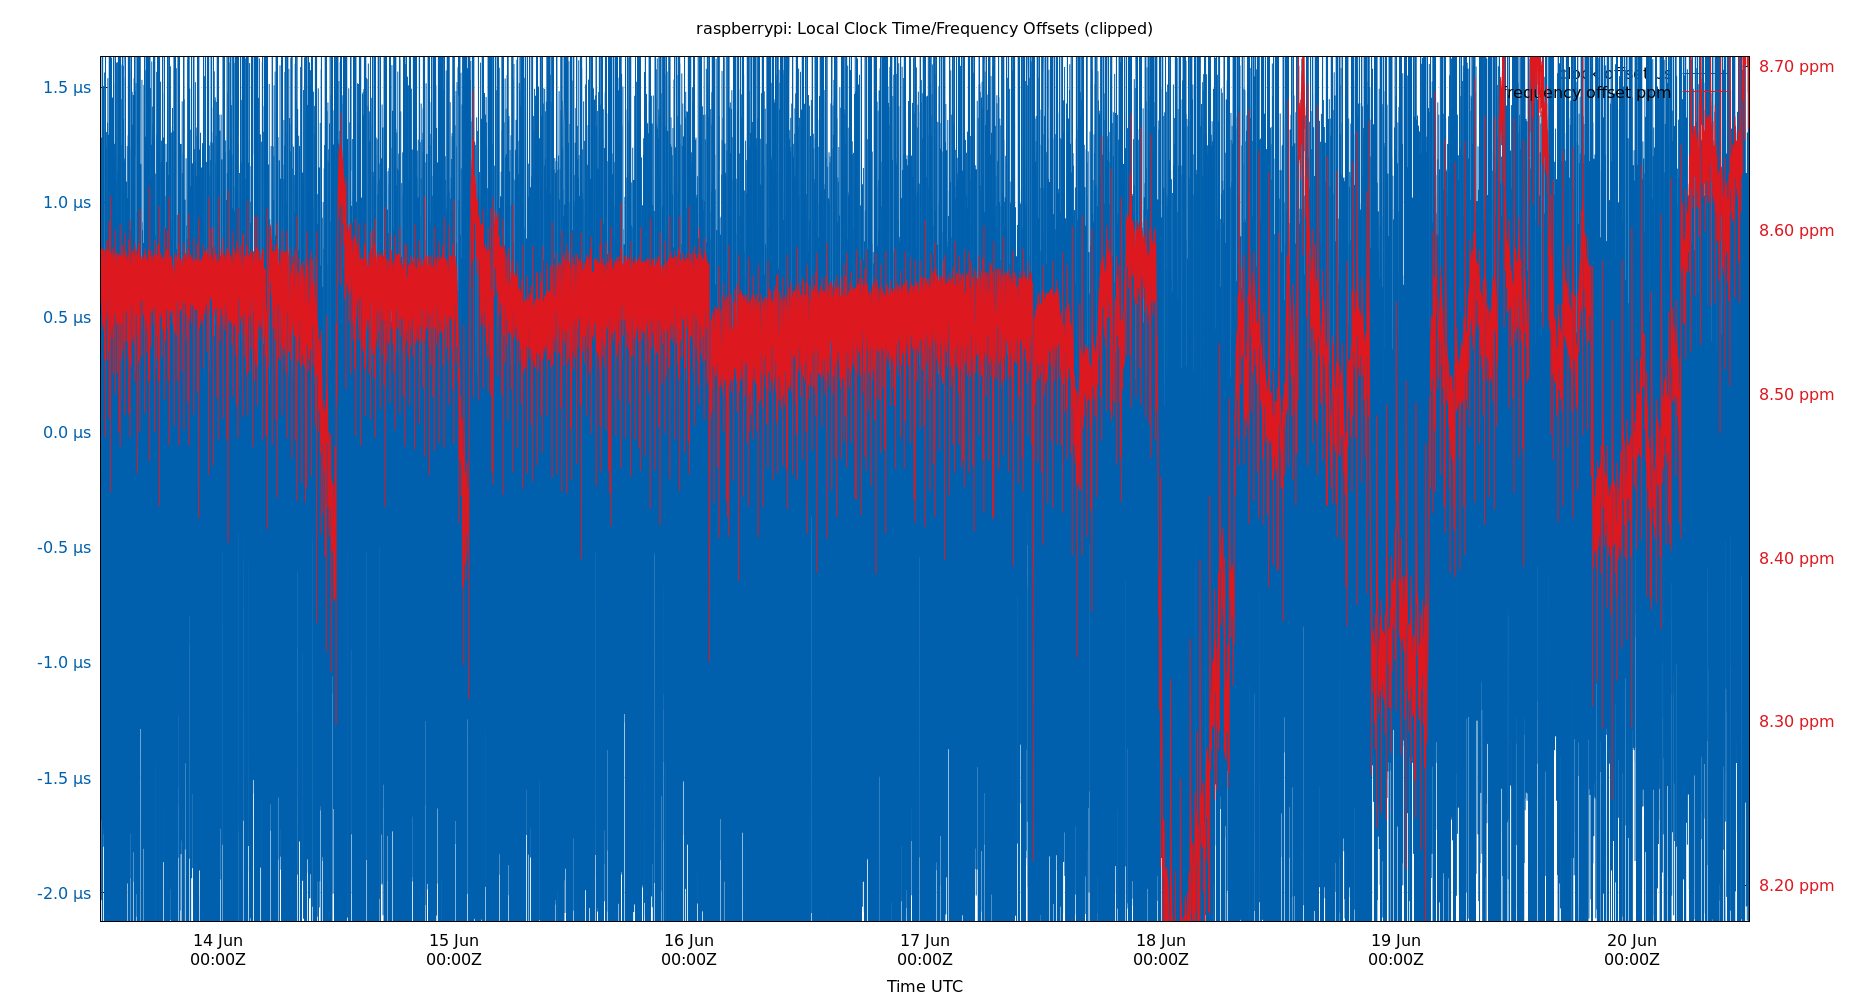 raspberrypi: Local Clock Time/Frequency Offsets (clipped)
clock offset µs
frequency offset ppm
1.5 µs
1.0 µs
0.5 µs
0.0 µs
-0.5 µs
-1.0 µs
-1.5 µs
-2.0 µs
8.70 ppm
8.60 ppm
8.50 ppm
8.40 ppm
8.30 ppm
8.20 ppm
14 Jun 15 Jun 16 Jun 17 Jun 18 Jun 19 Jun 20 Jun
00:00Z 00:00Z 00:00Z 00:00Z 00:00Z 00:00Z 00:00Z
Time UTC